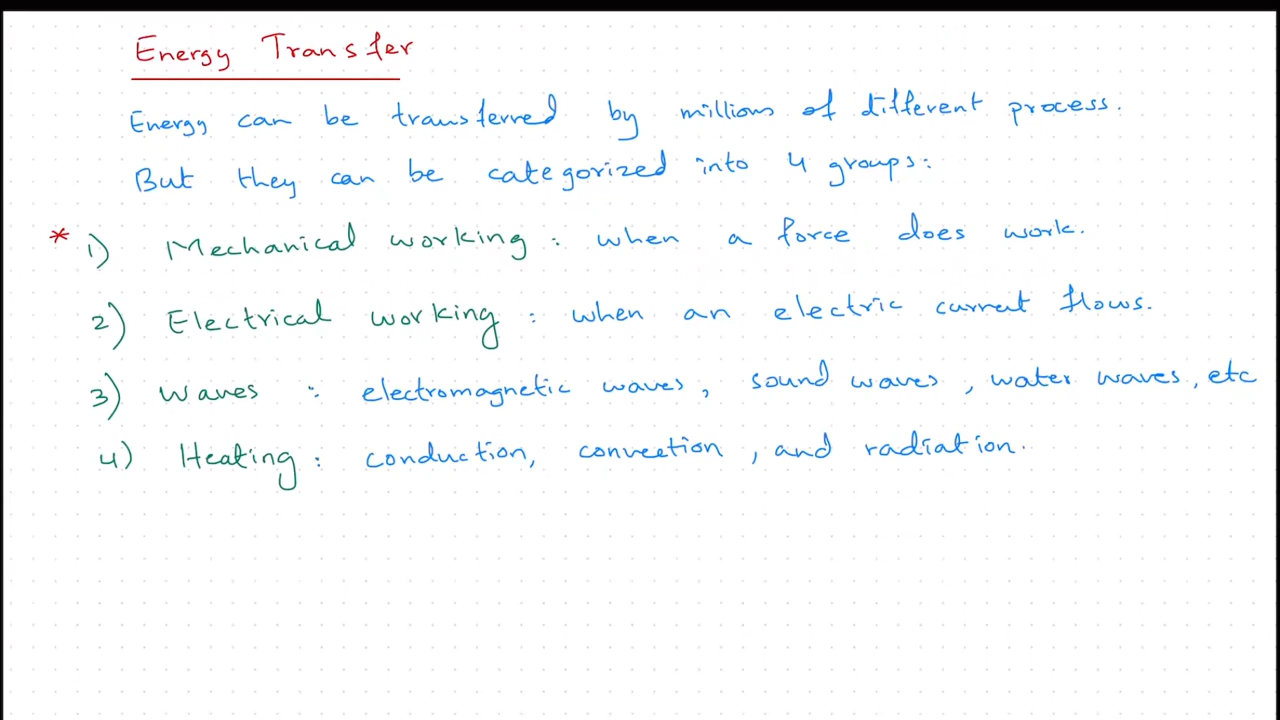 Energy Transfer
Energy can be transferred by millions of different process.
But they can be categorized into 4 groups:
* 1) Mechanical working : when a force does work.
2) Electrical working : when an electric current flows.
3) Waves : electromagnetic waves, sound waves, water waves, etc
4) Heating : conduction, convection, and radiation.